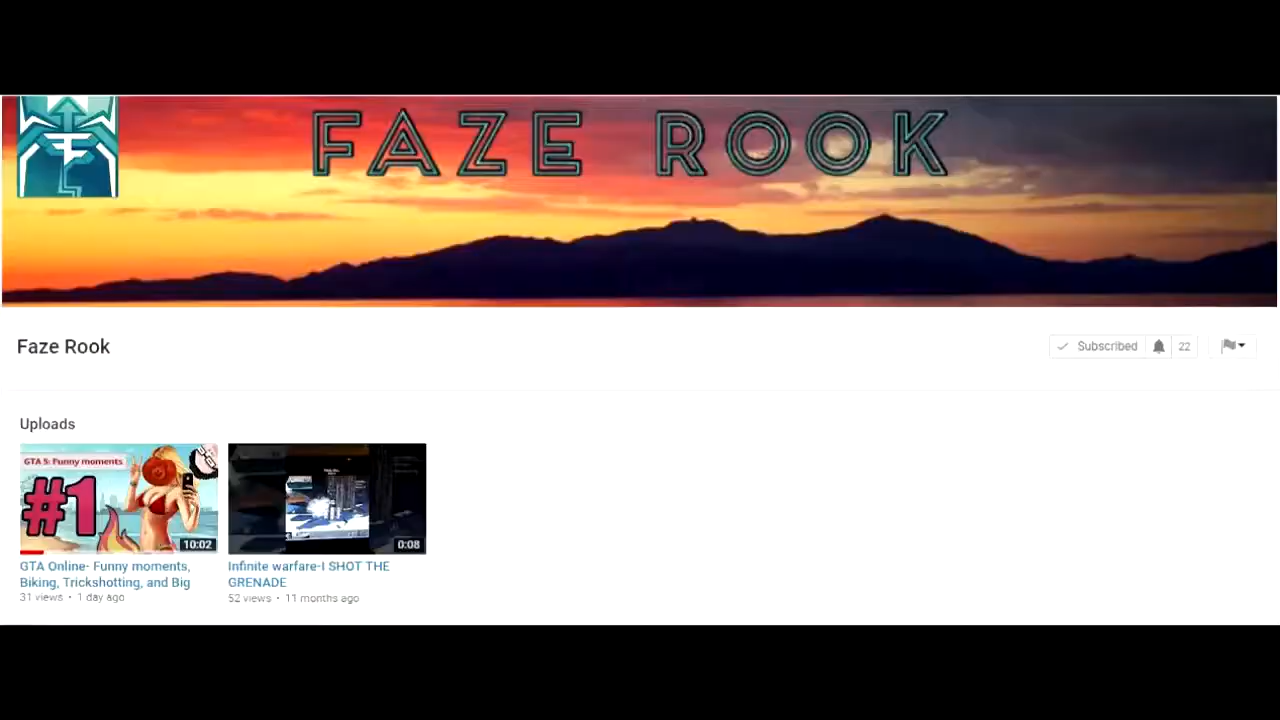 FAZE ROOK
Faze Rook
Subscribed
22
Uploads
GTA 5: Funny moments
#1
10:02
0:08
GTA Online- Funny moments,
Biking, Trickshotting, and Big
31 views • 1 day ago
Infinite warfare-I SHOT THE
GRENADE
52 views • 11 months ago